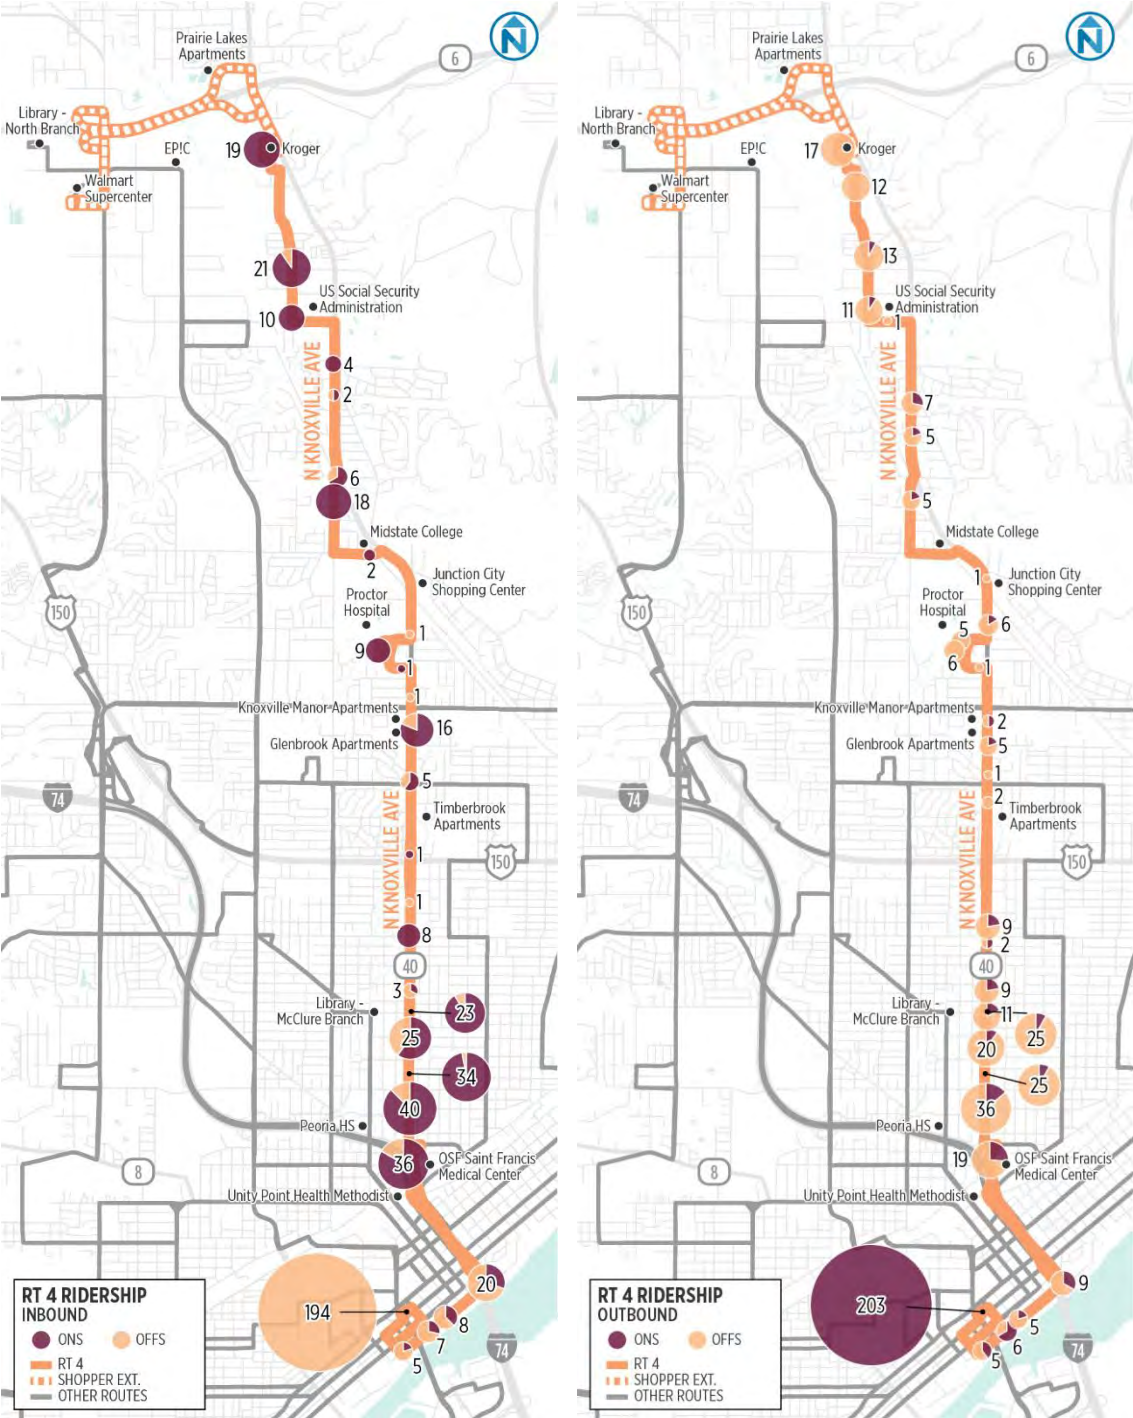 N
Prairie Lakes
Apartments
6
Library -
North Branch
EP!C
19
Kroger
Walmart
Supercenter
21
US Social Security
Administration
10
N KNOXVILLE AVE
4
2
6
18
Midstate College
2
Junction City
Shopping Center
150
Proctor
Hospital
1
9
1
1
Knoxville Manor Apartments
16
Glenbrook Apartments
5
74
N KNOXVILLE AVE
Timberbrook
Apartments
1
150
1
8
40
3
Library -
McClure Branch
23
25
34
40
Peoria HS
36
OSF Saint Francis
Medical Center
8
Unity Point Health Methodist
20
194
8
7
5
74
RT 4 RIDERSHIP
INBOUND
ONS
OFFS
RT 4
SHOPPER EXT.
OTHER ROUTES
N
Prairie Lakes
Apartments
6
Library -
North Branch
EP!C
17
Kroger
Walmart
Supercenter
12
13
US Social Security
Administration
11
1
N KNOXVILLE AVE
7
5
5
Midstate College
1
Junction City
Shopping Center
150
Proctor
Hospital
6
5
6
1
Knoxville Manor Apartments
2
Glenbrook Apartments
5
1
74
2
N KNOXVILLE AVE
Timberbrook
Apartments
150
9
2
40
9
Library -
McClure Branch
11
25
20
25
36
Peoria HS
19
OSF Saint Francis
Medical Center
8
Unity Point Health Methodist
9
203
5
6
5
74
RT 4 RIDERSHIP
OUTBOUND
ONS
OFFS
RT 4
SHOPPER EXT.
OTHER ROUTES